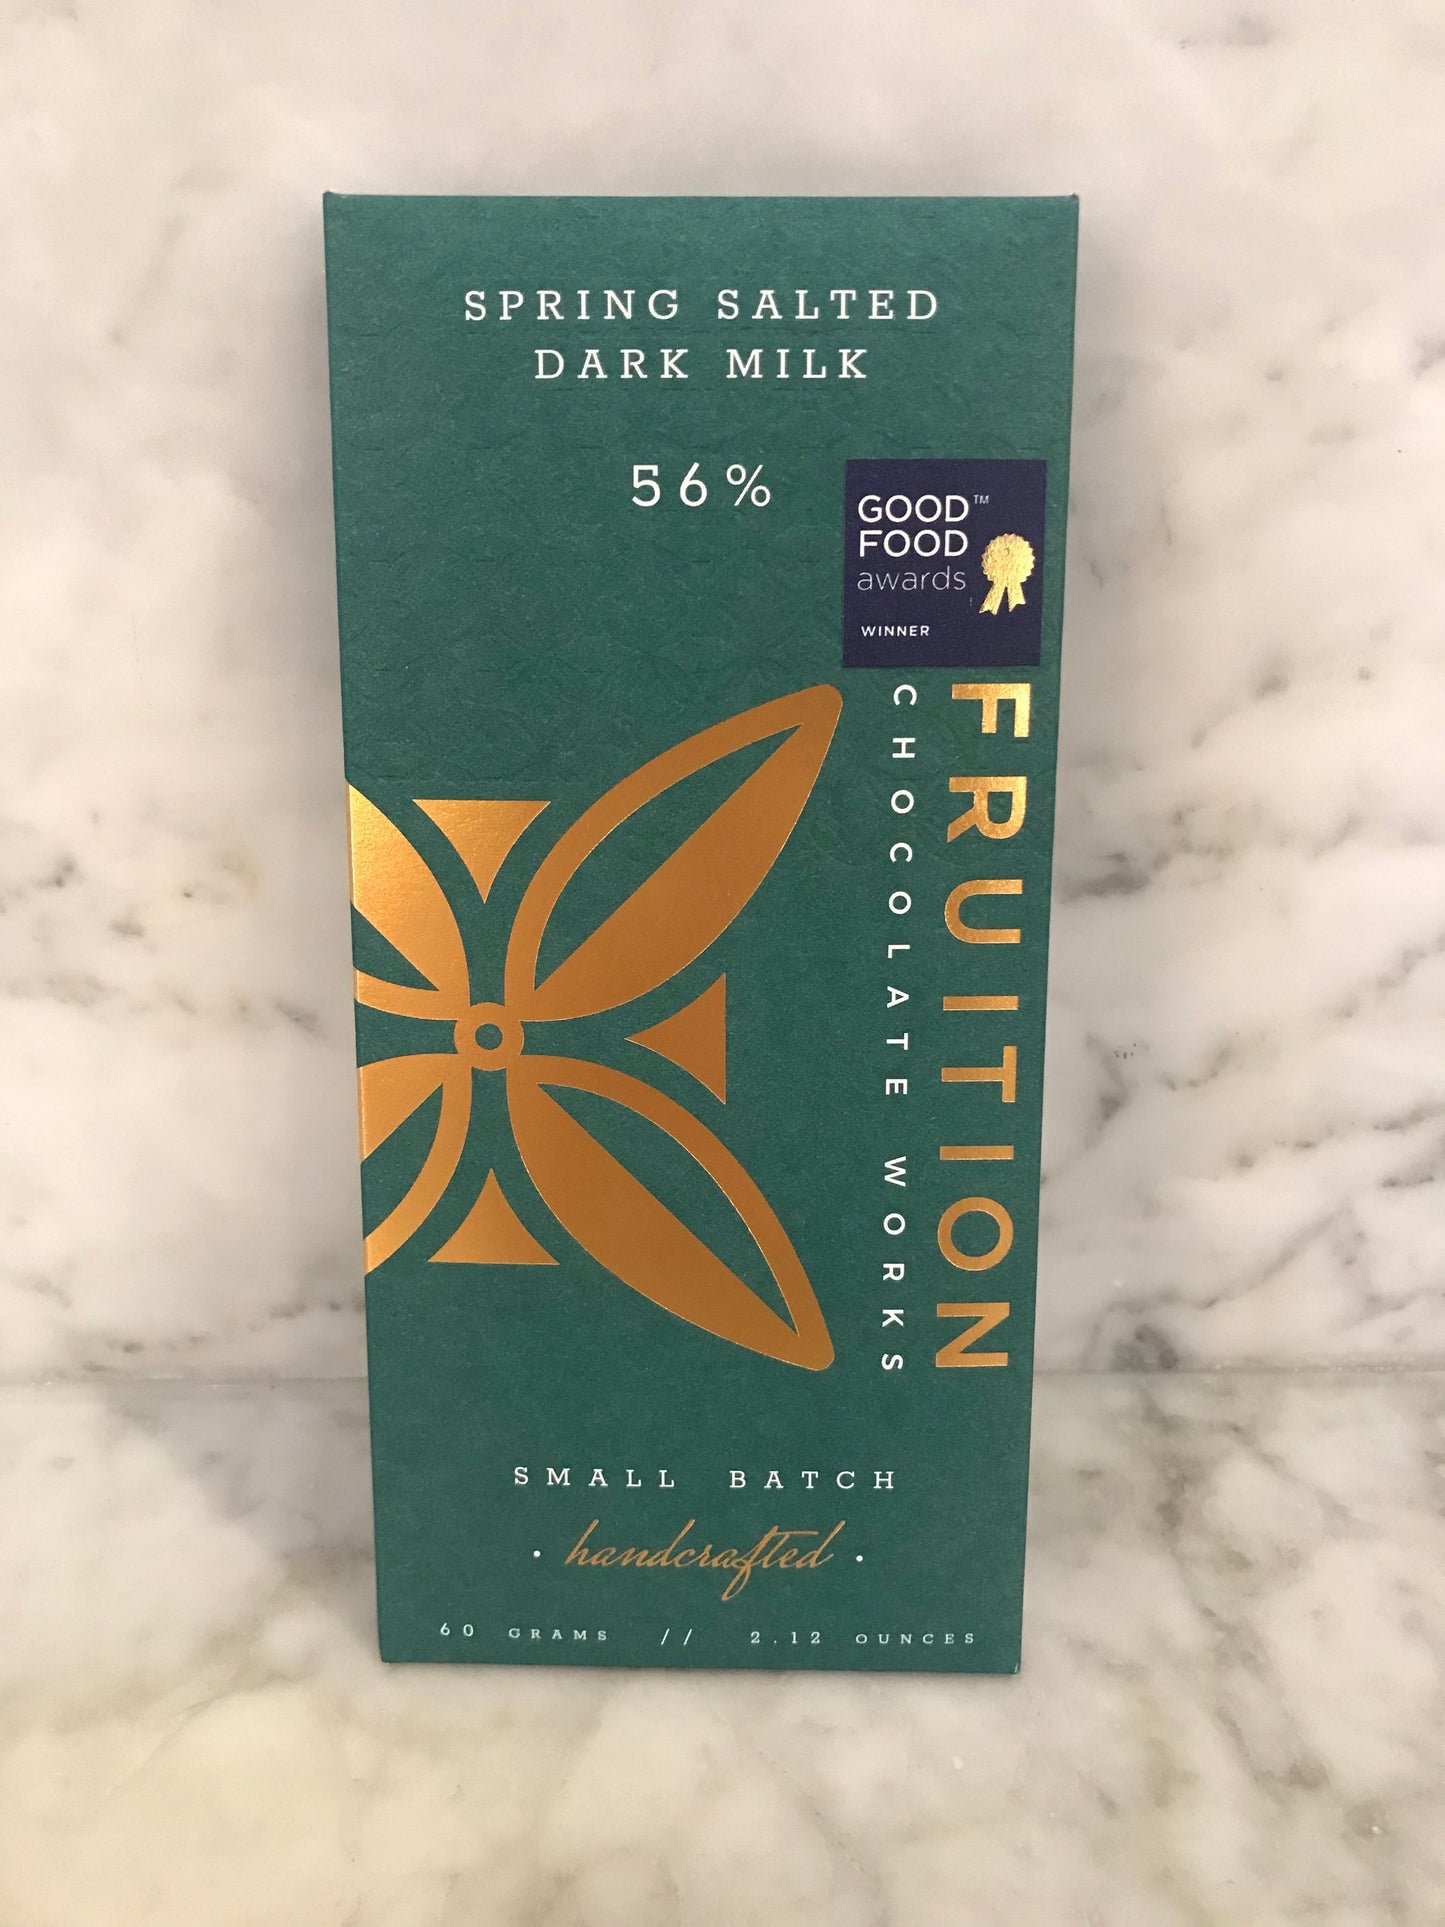 SPRING SALTED
DARK MILK
56%
GOOD™
FOOD
awards
WINNER
FRUITION
CHOCOLATE WORKS
SMALL BATCH
· handcrafted ·
60 GRAMS // 2.12 OUNCES